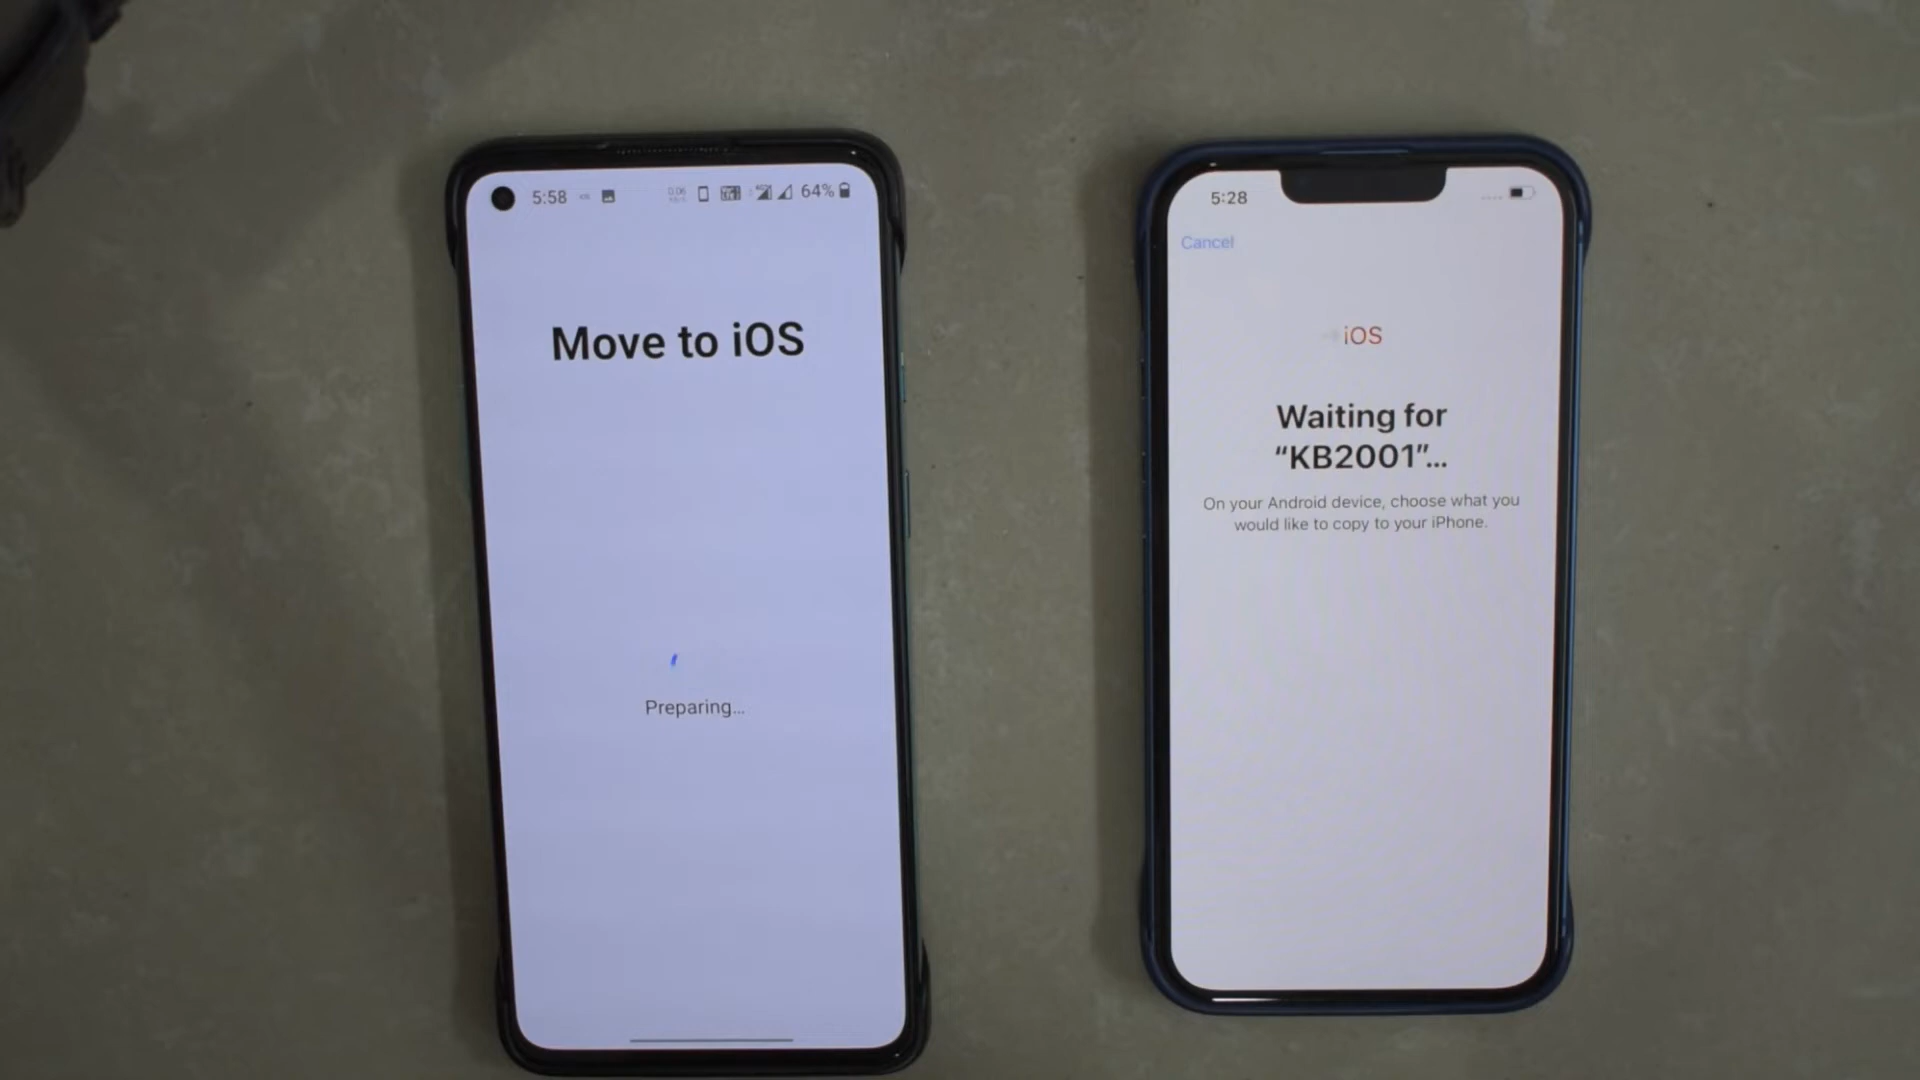 5:58
64%
Move to iOS
Preparing...
5:28
Cancel
iOS
Waiting for
“KB2001”...
On your Android device, choose what you
would like to copy to your iPhone.